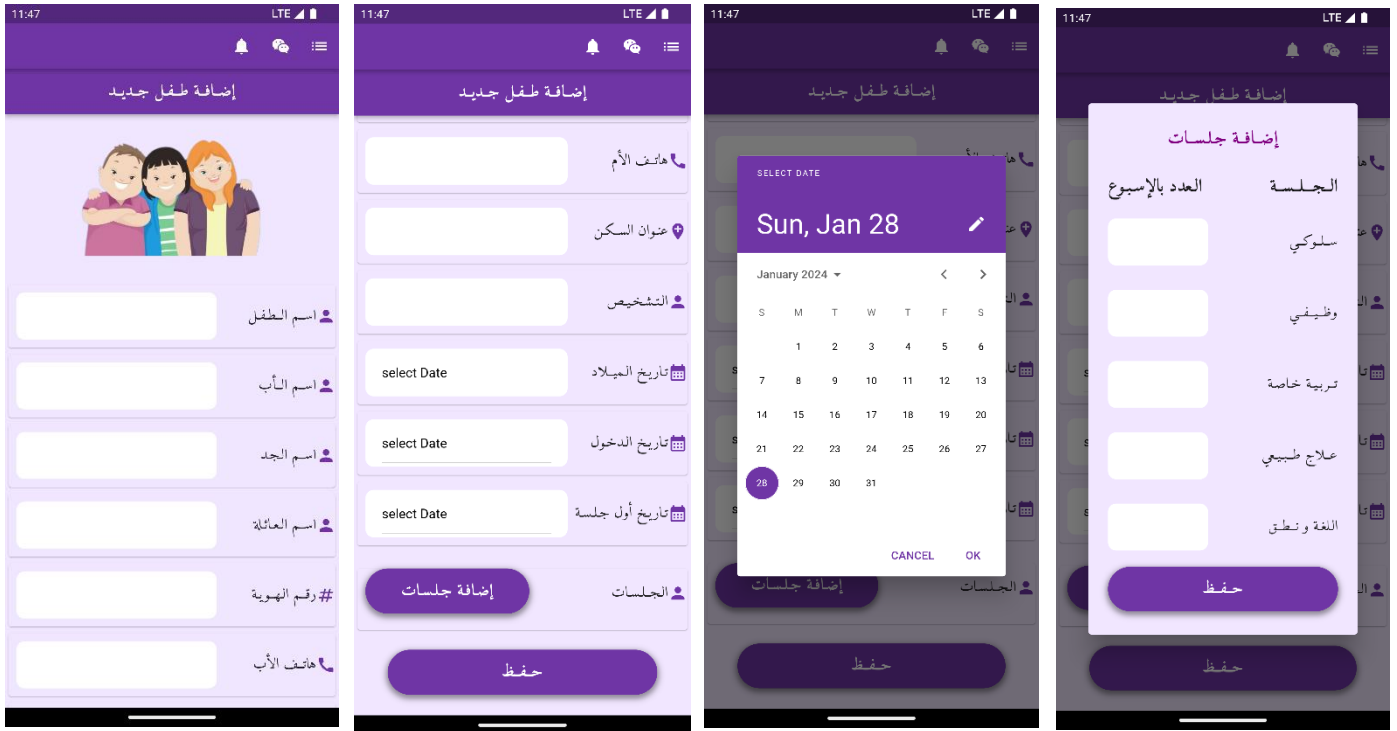 11:47 LTE
إضافة طفل جديد
اسم الطفل
اسم الأب
اسم الجد
اسم العائلة
# رقم الهوية
هاتف الأب
11:47 LTE
إضافة طفل جديد
هاتف الأم
عنوان السكن
التشخيص
تاريخ الميلاد select Date
تاريخ الدخول select Date
تاريخ أول جلسة select Date
الجلسات إضافة جلسات
حفظ
11:47 LTE
إضافة طفل جديد
SELECT DATE
Sun, Jan 28
January 2024
S M T W T F S
1 2 3 4 5 6
7 8 9 10 11 12 13
14 15 16 17 18 19 20
21 22 23 24 25 26 27
28 29 30 31
CANCEL OK
الجلسات إضافة جلسات
حفظ
11:47 LTE
إضافة طفل جديد
إضافة جلسات
الجلسة العدد بالإسبوع
سلوكي
وظيفي
تربية خاصة
علاج طبيعي
اللغة و نطق
حفظ
حفظ